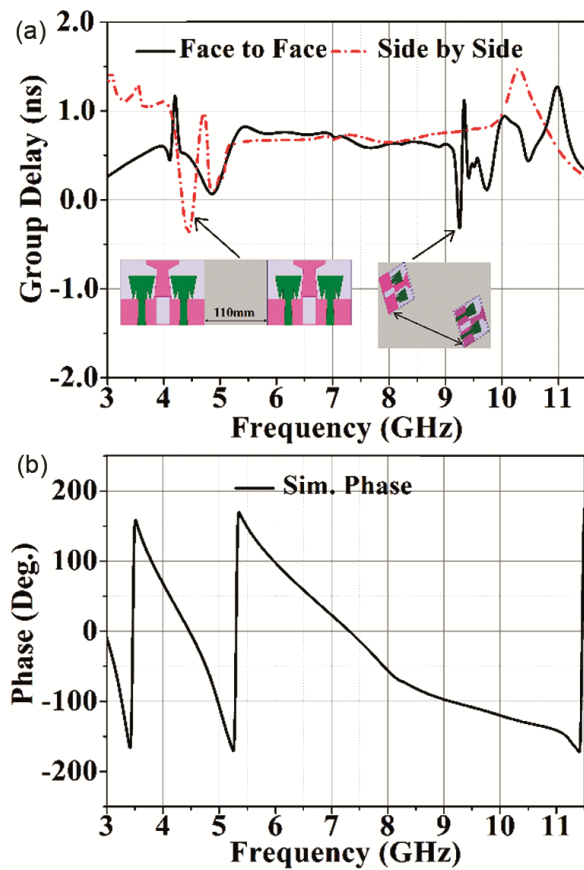 (a)
Face to Face Side by Side
Group Delay (ns)
2.0
1.0
0.0
-1.0
-2.0
110mm
3 4 5 6 7 8 9 10 11
Frequency (GHz)
(b)
Sim. Phase
Phase (Deg.)
200
100
0
-100
-200
3 4 5 6 7 8 9 10 11
Frequency (GHz)